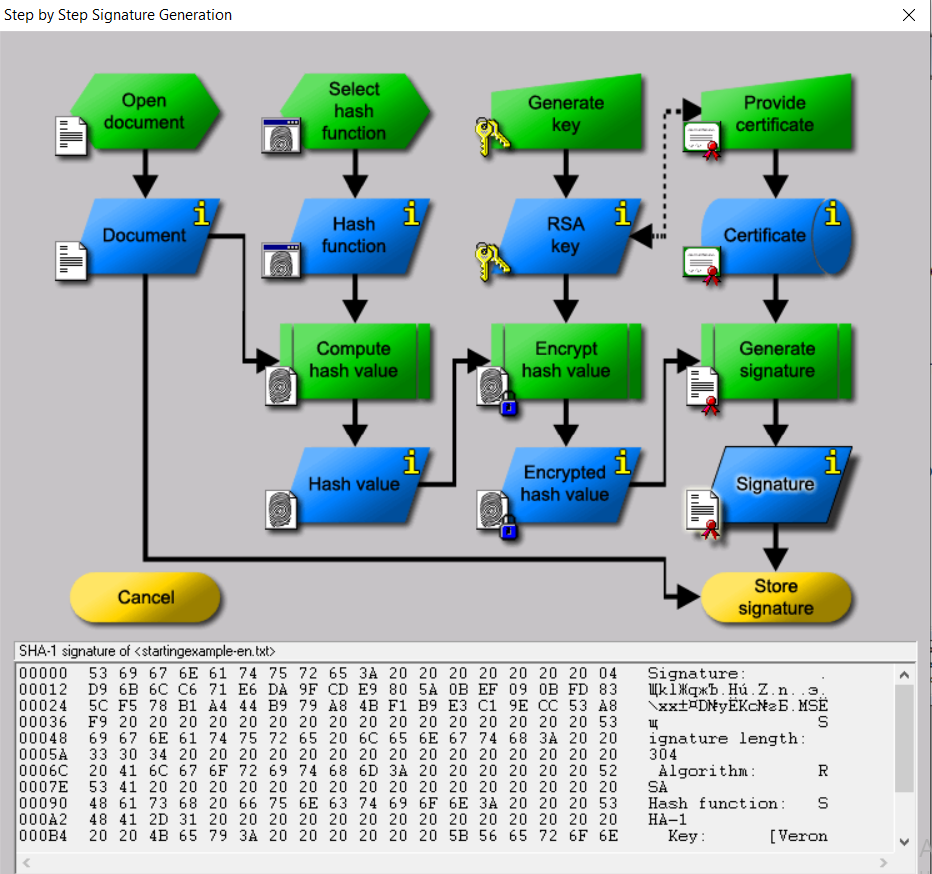 Step by Step Signature Generation
Open
document
Select
hash
function
Generate
key
Provide
certificate
Document
Hash
function
RSA
key
Certificate
Compute
hash value
Encrypt
hash value
Generate
signature
Hash value
Encrypted
hash value
Signature
Cancel
Store
signature
SHA-1 signature of <startingexample-en.txt>
00000 53 69 67 6E 61 74 75 72 65 3A 20 20 20 20 20 20 20 04 Signature: .
00012 D9 6B 6C C6 71 E6 DA 9F CD E9 80 5A 0B EF 09 0B FD 83
00024 5C F5 78 B1 A4 44 B9 79 A8 4B F1 B9 E3 C1 9E CC 53 A8
00036 F9 20 20 20 20 20 20 20 20 20 20 20 20 20 20 20 20 53 щ S
00048 69 67 6E 61 74 75 72 65 20 6C 65 6E 67 74 68 3A 20 20 ignature length:
0005A 33 30 34 20 20 20 20 20 20 20 20 20 20 20 20 20 20 20 304
0006C 20 41 6C 67 6F 72 69 74 68 6D 3A 20 20 20 20 20 20 52 Algorithm: R
0007E 53 41 20 20 20 20 20 20 20 20 20 20 20 20 20 20 20 20 SA
00090 48 61 73 68 20 66 75 6E 63 74 69 6F 6E 3A 20 20 20 53 Hash function: S
000A2 48 41 2D 31 20 20 20 20 20 20 20 20 20 20 20 20 20 20 HA-1
000B4 20 20 4B 65 79 3A 20 20 20 20 20 20 5B 56 65 72 6F 6E Key: [Veron